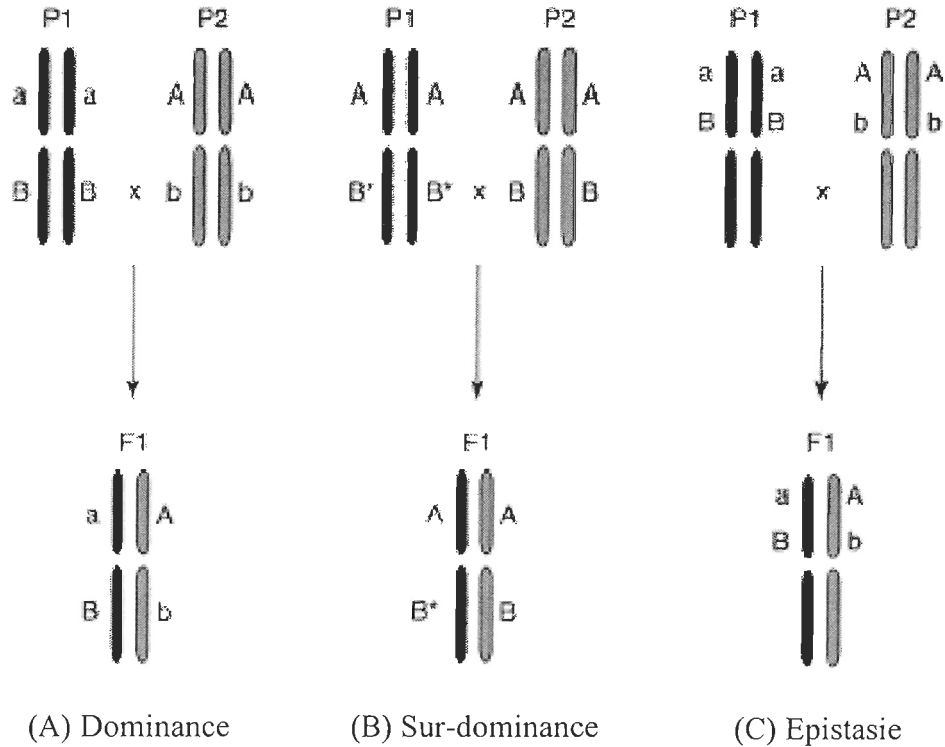 P1 P2 P1 P2 P1 P2
a a A A A A A A a a A A
B B b b
B B x b b B* B* x B B x
F1 F1 F1
a A A A a A
B b
B b B* B
(A) Dominance (B) Sur-dominance (C) Epistasie